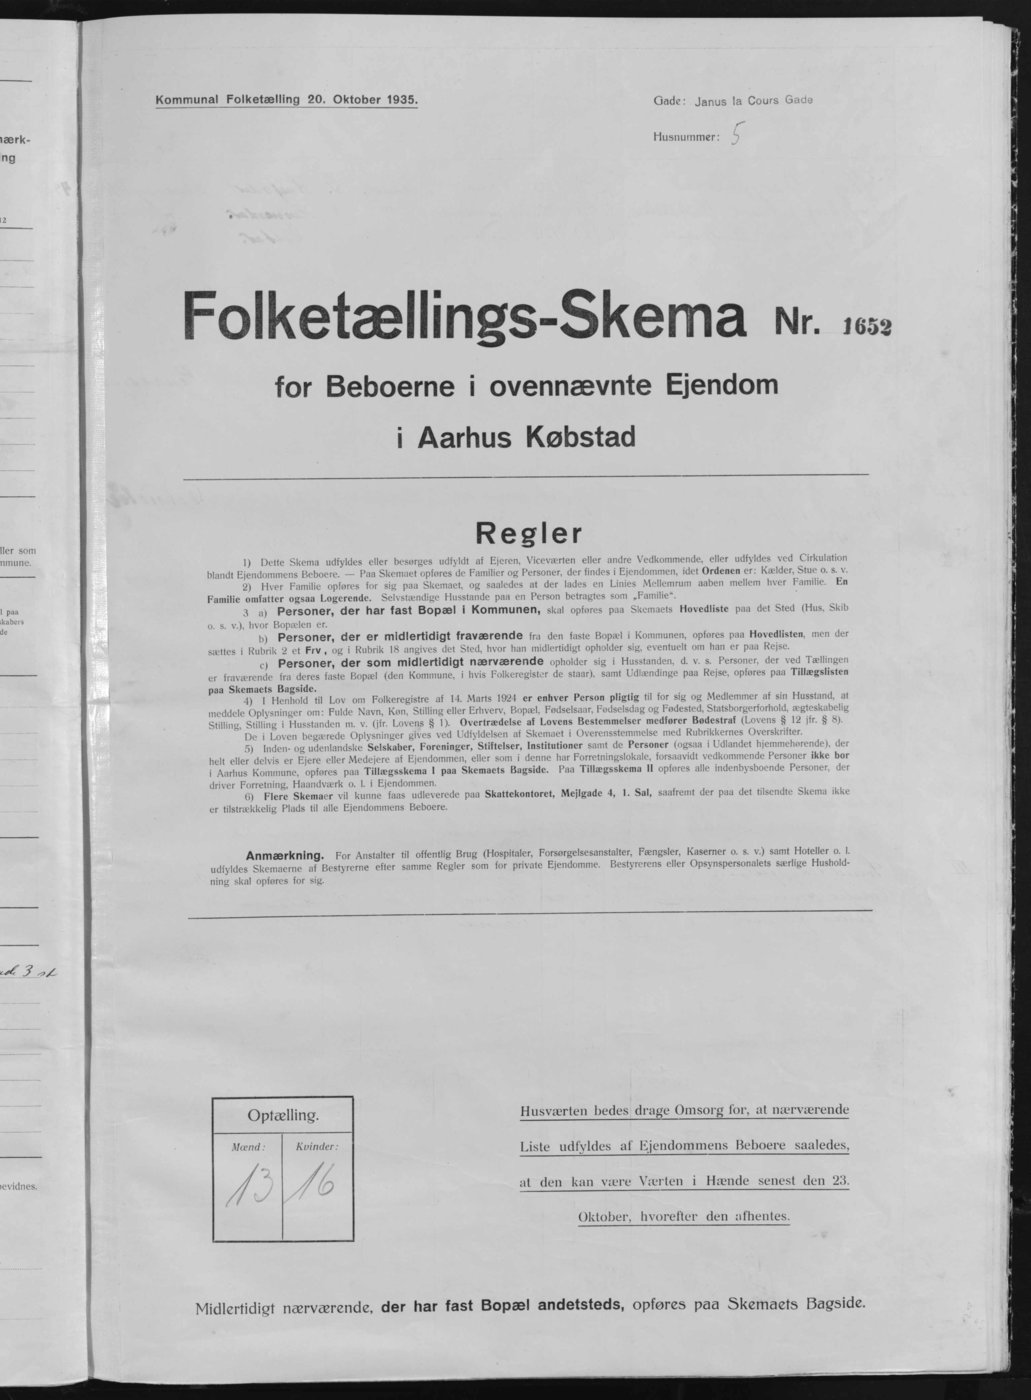 Kommunal Folketælling 20. Oktober 1935.
Gade: Janus la Cours Gade
Husnummer: 5
Folketællings-Skema Nr. 1652
for Beboerne i ovennævnte Ejendom
i Aarhus Købstad
Regler
1) Dette Skema udfyldes eller besørges udfyldt af Ejeren, Viceværten eller andre Vedkommende, eller udfyldes ved Cirkulation
blandt Ejendommens Beboere. — Paa Skemaet opføres de Familier og Personer, der findes i Ejendommen, idet Ordenen er: Kælder, Stue o. s. v.
2) Hver Familie opføres for sig paa Skemaet, og saaledes at der lades en Linies Mellemrum aaben mellem hver Familie. En
Familie omfatter ogsaa Logerende. Selvstændige Husstande paa en Person betragtes som „Familie“.
3 a) Personer, der har fast Bopæl i Kommunen, skal opføres paa Skemaets Hovedliste paa det Sted (Hus, Skib
o. s. v.), hvor Bopælen er.
b) Personer, der er midlertidigt fraværende fra den faste Bopæl i Kommunen, opføres paa Hovedlisten, men der
sættes i Rubrik 2 et Frv, og i Rubrik 18 angives det Sted, hvor han midlertidigt opholder sig, eventuelt om han er paa Rejse.
c) Personer, der som midlertidigt nærværende opholder sig i Husstanden, d. v. s. Personer, der ved Tællingen
er fraværende fra deres faste Bopæl (den Kommune, i hvis Folkeregister de staar), samt Udlændinge paa Rejse, opføres paa Tillægslisten
paa Skemaets Bagside.
4) I Henhold til Lov om Folkeregistre af 14. Marts 1924 er enhver Person pligtig til for sig og Medlemmer af sin Husstand, at
meddele Oplysninger om: Fulde Navn, Køn, Stilling eller Erhverv, Bopæl, Fødselsaar, Fødselsdag og Fødested, Statsborgerforhold, ægteskabelig
Stilling, Stilling i Husstanden m. v. (jfr. Lovens § 1). Overtrædelse af Lovens Bestemmelser medfører Bødestraf (Lovens § 12 jfr. § 8).
De i Loven begærede Oplysninger gives ved Udfyldelsen af Skemaet i Overensstemmelse med Rubrikkernes Overskrifter.
5) Inden- og udenlandske Selskaber, Foreninger, Stiftelser, Institutioner samt de Personer (ogsaa i Udlandet hjemmehørende), der
helt eller delvis er Ejere eller Medejere af Ejendommen, eller som i denne har Forretningslokale, forsaavidt vedkommende Personer ikke bor
i Aarhus Kommune, opføres paa Tillægsskema I paa Skemaets Bagside. Paa Tillægsskema II opføres alle indenbysboende Personer, der
driver Forretning, Haandværk o. l. i Ejendommen.
6) Flere Skemaer vil kunne faas udleverede paa Skattekontoret, Mejlgade 4, 1. Sal, saafremt der paa det tilsendte Skema ikke
er tilstrækkelig Plads til alle Ejendommens Beboere.
Anmærkning. For Anstalter til offentlig Brug (Hospitaler, Forsørgelsesanstalter, Fængsler, Kaserner o. s. v.) samt Hoteller o. l.
udfyldes Skemaerne af Bestyrerne efter samme Regler som for private Ejendomme. Bestyrerens eller Opsynspersonalets særlige Hushold-
ning skal opføres for sig.
Optælling.
Mænd: Kvinder:
13 16
Husværten bedes drage Omsorg for, at nærværende
Liste udfyldes af Ejendommens Beboere saaledes,
at den kan være Værten i Hænde senest den 23.
Oktober, hvorefter den afhentes.
Midlertidigt nærværende, der har fast Bopæl andetsteds, opføres paa Skemaets Bagside.